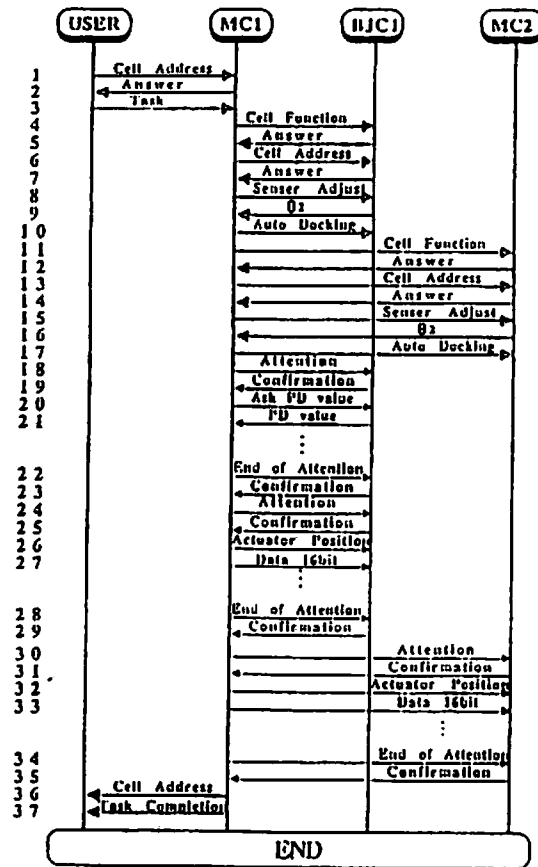 USER MC1 BJC1 MC2
1 Cell Address
2 Answer
3 Task
4 Cell Function
5 Answer
6 Cell Address
7 Answer
8 Senser Adjust
9 θ2
10 Auto Docking
11 Cell Function
12 Answer
13 Cell Address
14 Answer
15 Senser Adjust
16 θ2
17 Auto Docking
18 Attention
19 Confirmation
20 Ask PD value
21 PD value
22 End of Attention
23 Confirmation
24 Attention
25 Confirmation
26 Actuator Position
27 Data 16bit
28 End of Attention
29 Confirmation
30 Attention
31 Confirmation
32 Actuator Position
33 Data 16bit
34 End of Attention
35 Confirmation
36 Cell Address
37 Task Completion
END